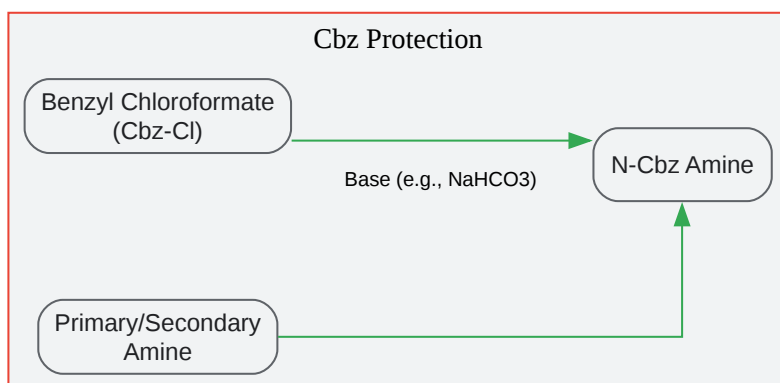 Cbz Protection
Benzyl Chloroformate
(Cbz-Cl)
Base (e.g., NaHCO3)
N-Cbz Amine
Primary/Secondary
Amine